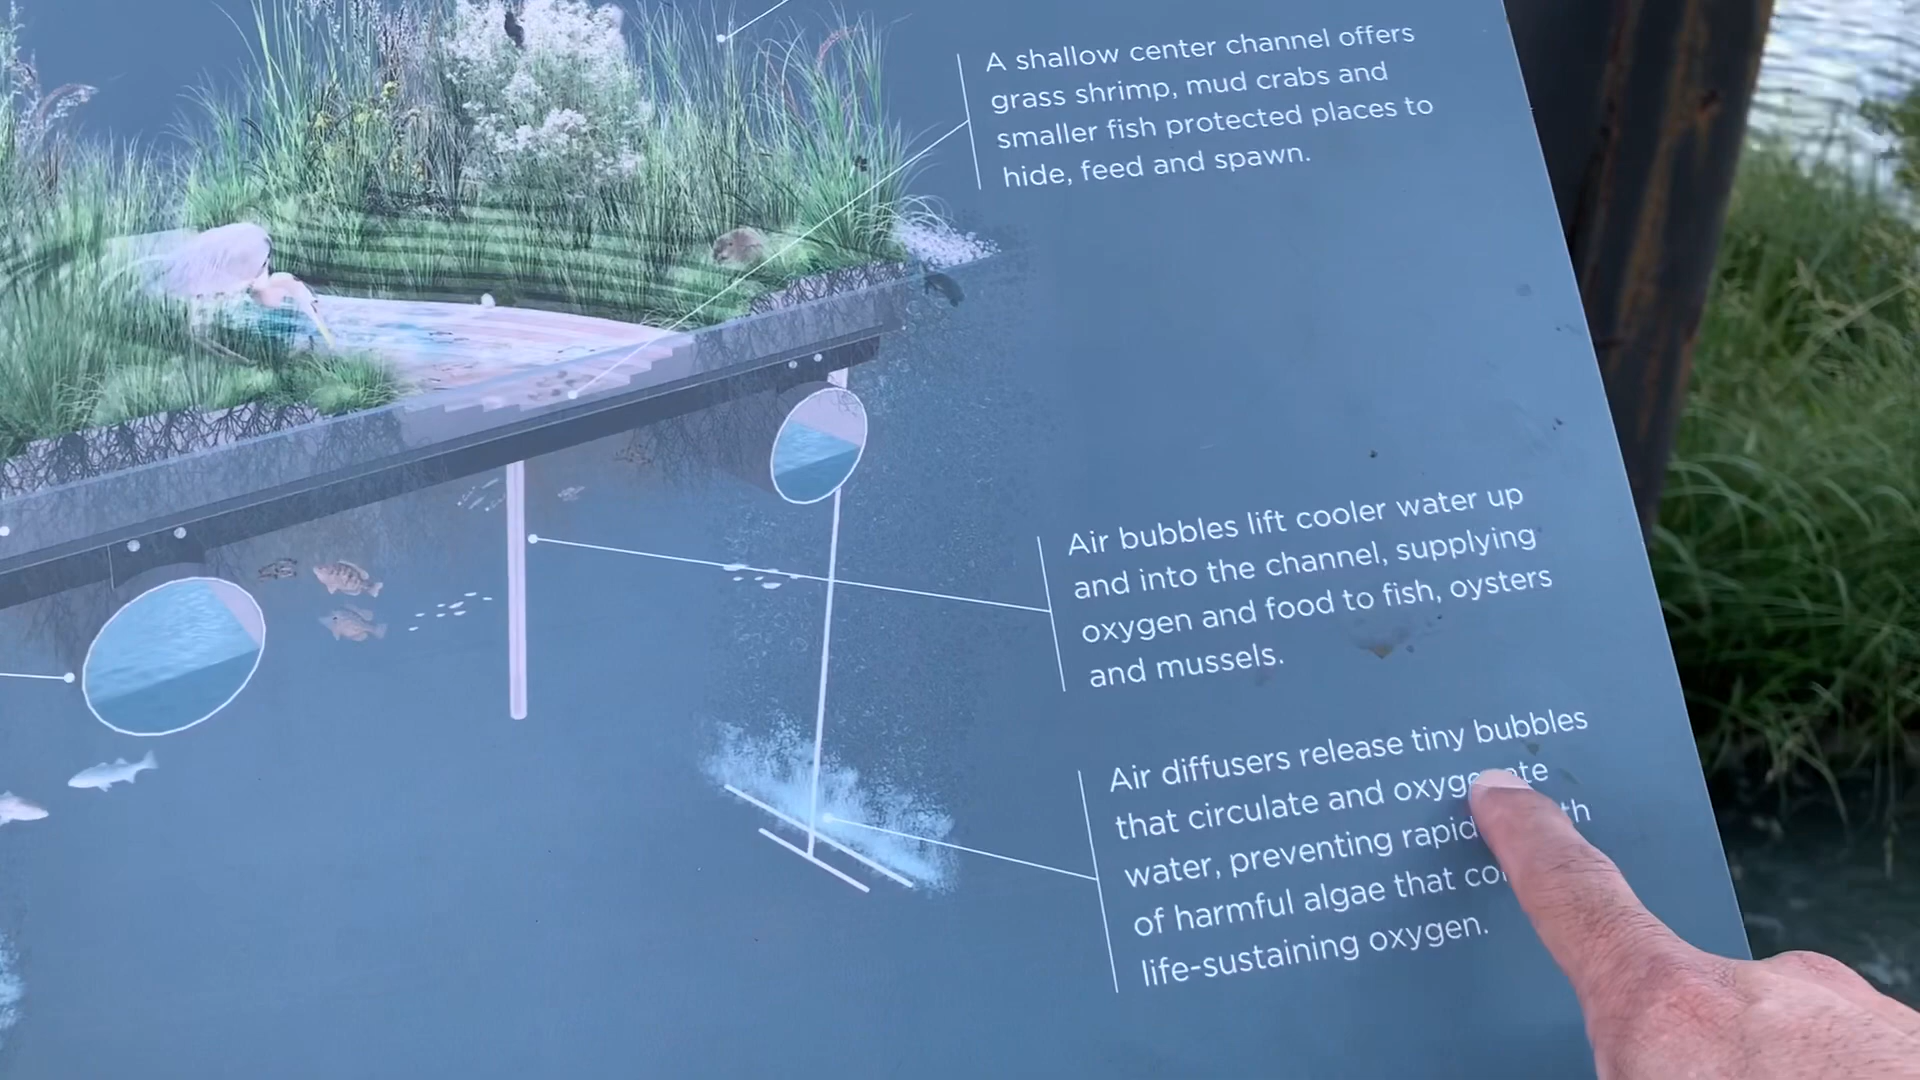 A shallow center channel offers
grass shrimp, mud crabs and
smaller fish protected places to
hide, feed and spawn.
Air bubbles lift cooler water up
and into the channel, supplying
oxygen and food to fish, oysters
and mussels.
Air diffusers release tiny bubbles
that circulate and
water, preventing rapid
of harmful algae that
life-sustaining oxygen.